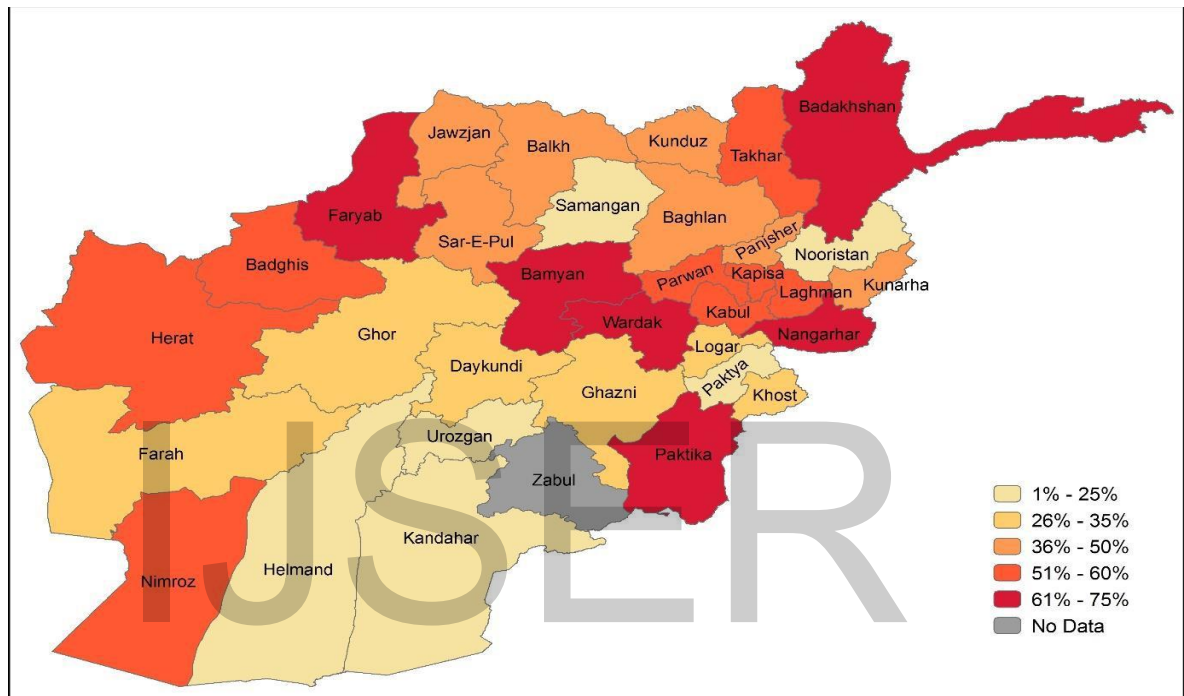 Badakhshan
Jawzjan
Balkh
Kunduz
Takhar
Samangan
Faryab
Baghlan
Sar-E-Pul
Panjsher
Nooristan
Badghis
Bamyan
Parwan
Kapisa
Kunarha
Laghman
Herat
Ghor
Wardak
Kabul
Nangarhar
Logar
Daykundi
Ghazni
Paktya
Khost
Urozgan
Farah
Zabul
Paktika
Kandahar
Nimroz
Helmand
1% - 25%
26% - 35%
36% - 50%
51% - 60%
61% - 75%
No Data
IJSER